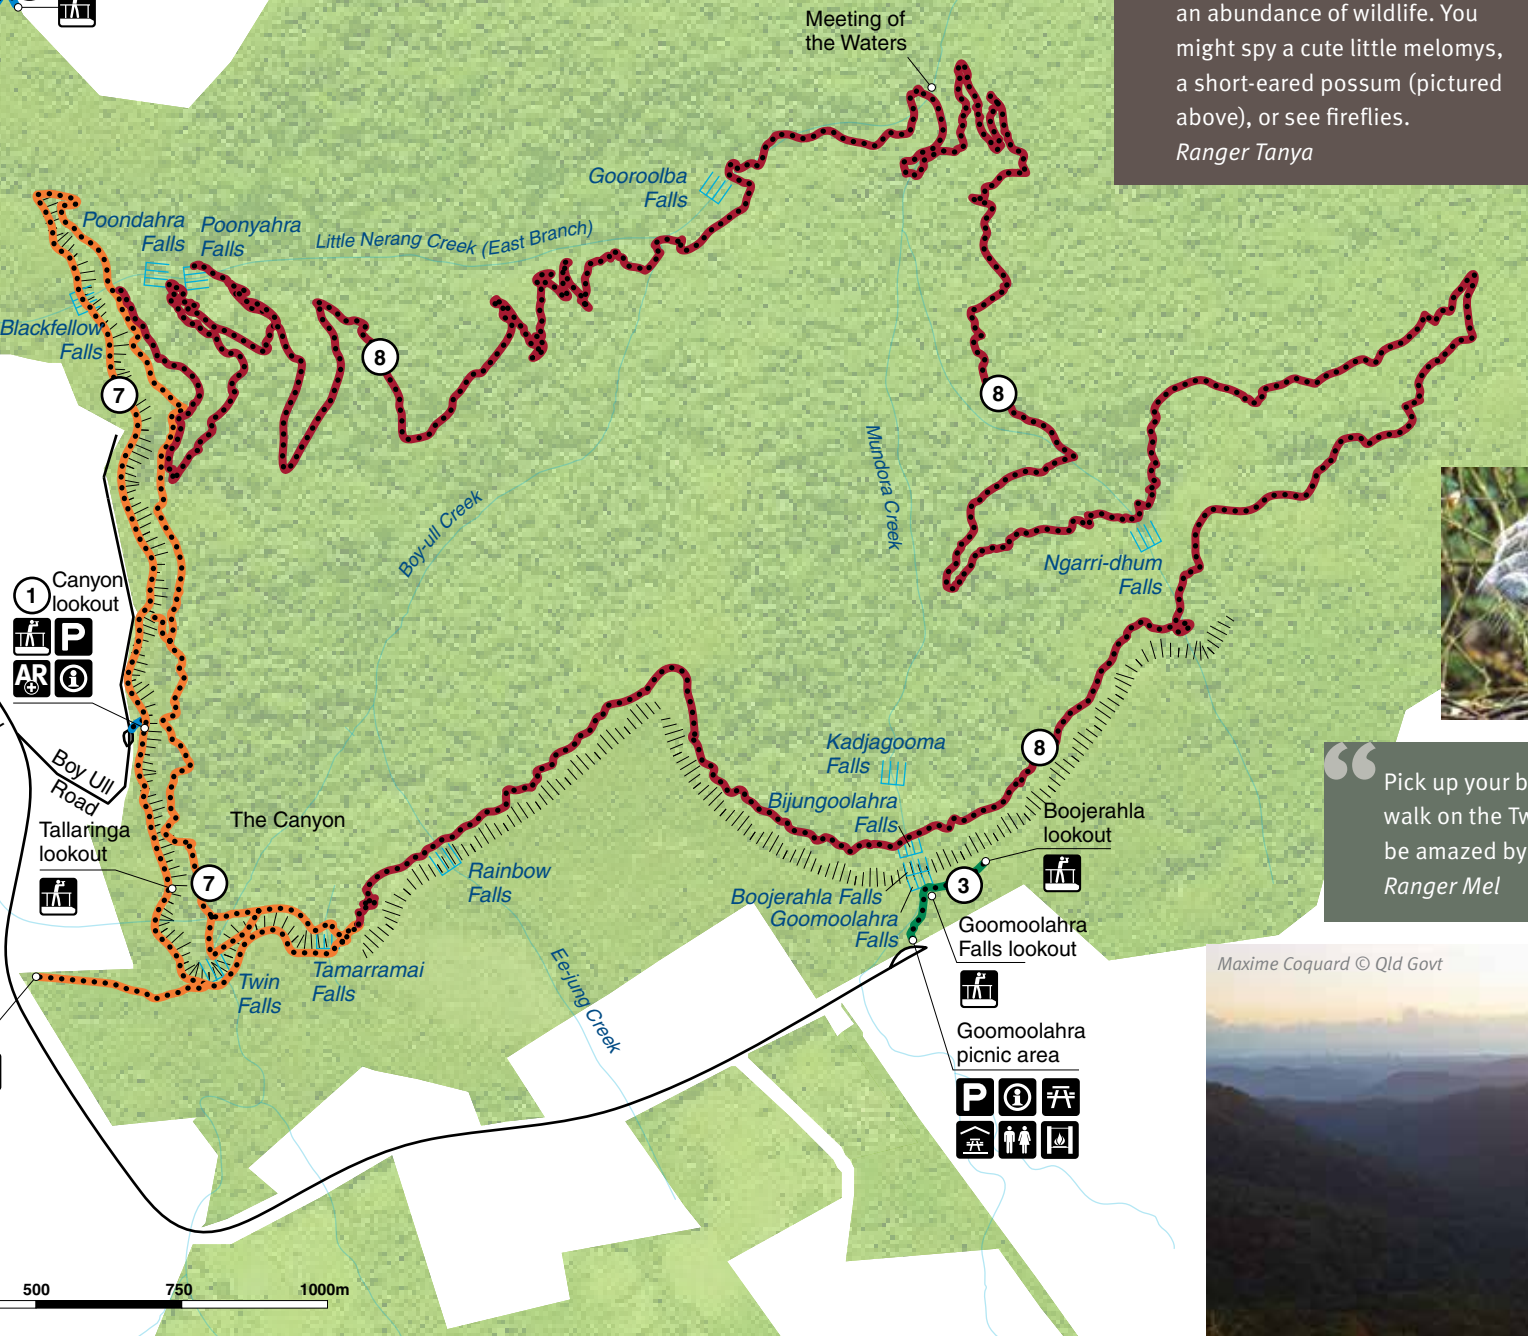 an abundance of wildlife. You
might spy a cute little melomys,
a short-eared possum (pictured
above), or see fireflies.
Ranger Tanya
Meeting of
the Waters
Gooroolba
Falls
Poondahra
Falls
Poonyahra
Falls
Little Nerang Creek (East Branch)
Blackfellow
Falls
7
8
8
Mundora Creek
Boy-ull Creek
Ngarri-dhum
Falls
1
Canyon
lookout
P
AR
i
Boy Ull
Road
Tallaringa
lookout
The Canyon
7
Rainbow
Falls
Kadjagooma
Falls
Bijungoolahra
Falls
8
Boojerahla
lookout
3
Boojerahla Falls
Goomoolahra
Falls
Goomoolahra
Falls lookout
Twin
Falls
Tamarramai
Falls
Ee-jung Creek
Goomoolahra
picnic area
P
i
“
Pick up your b
walk on the Tw
be amazed by
Ranger Mel
Maxime Coquard © Qld Govt
500 750 1000m